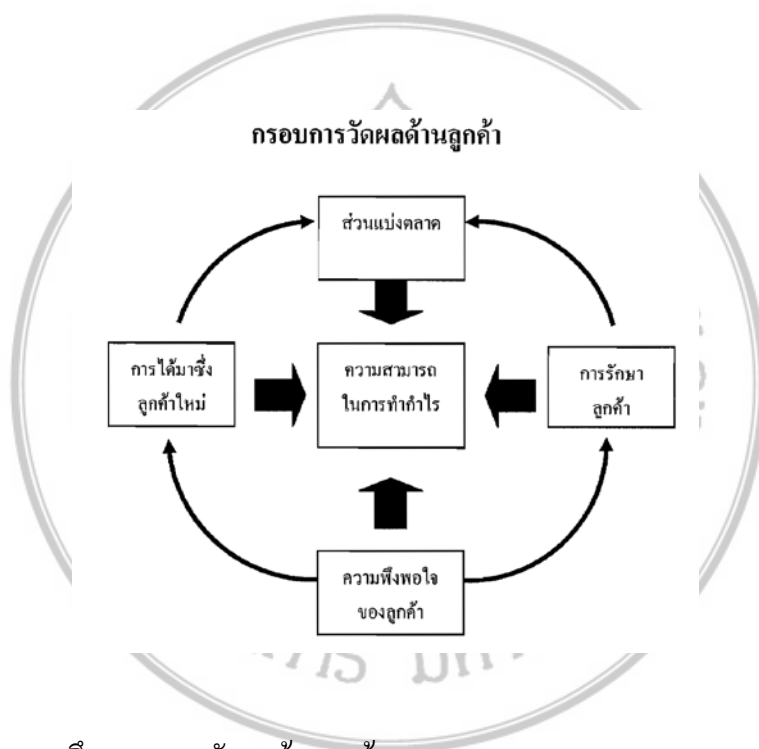 กรอบการวัดผลด้านลูกค้า
ส่วนแบ่งตลาด
การได้มาซึ่ง
ลูกค้าใหม่
ความสามารถ
ในการทำกำไร
การรักษา
ลูกค้า
ความพึงพอใจ
ของลูกค้า